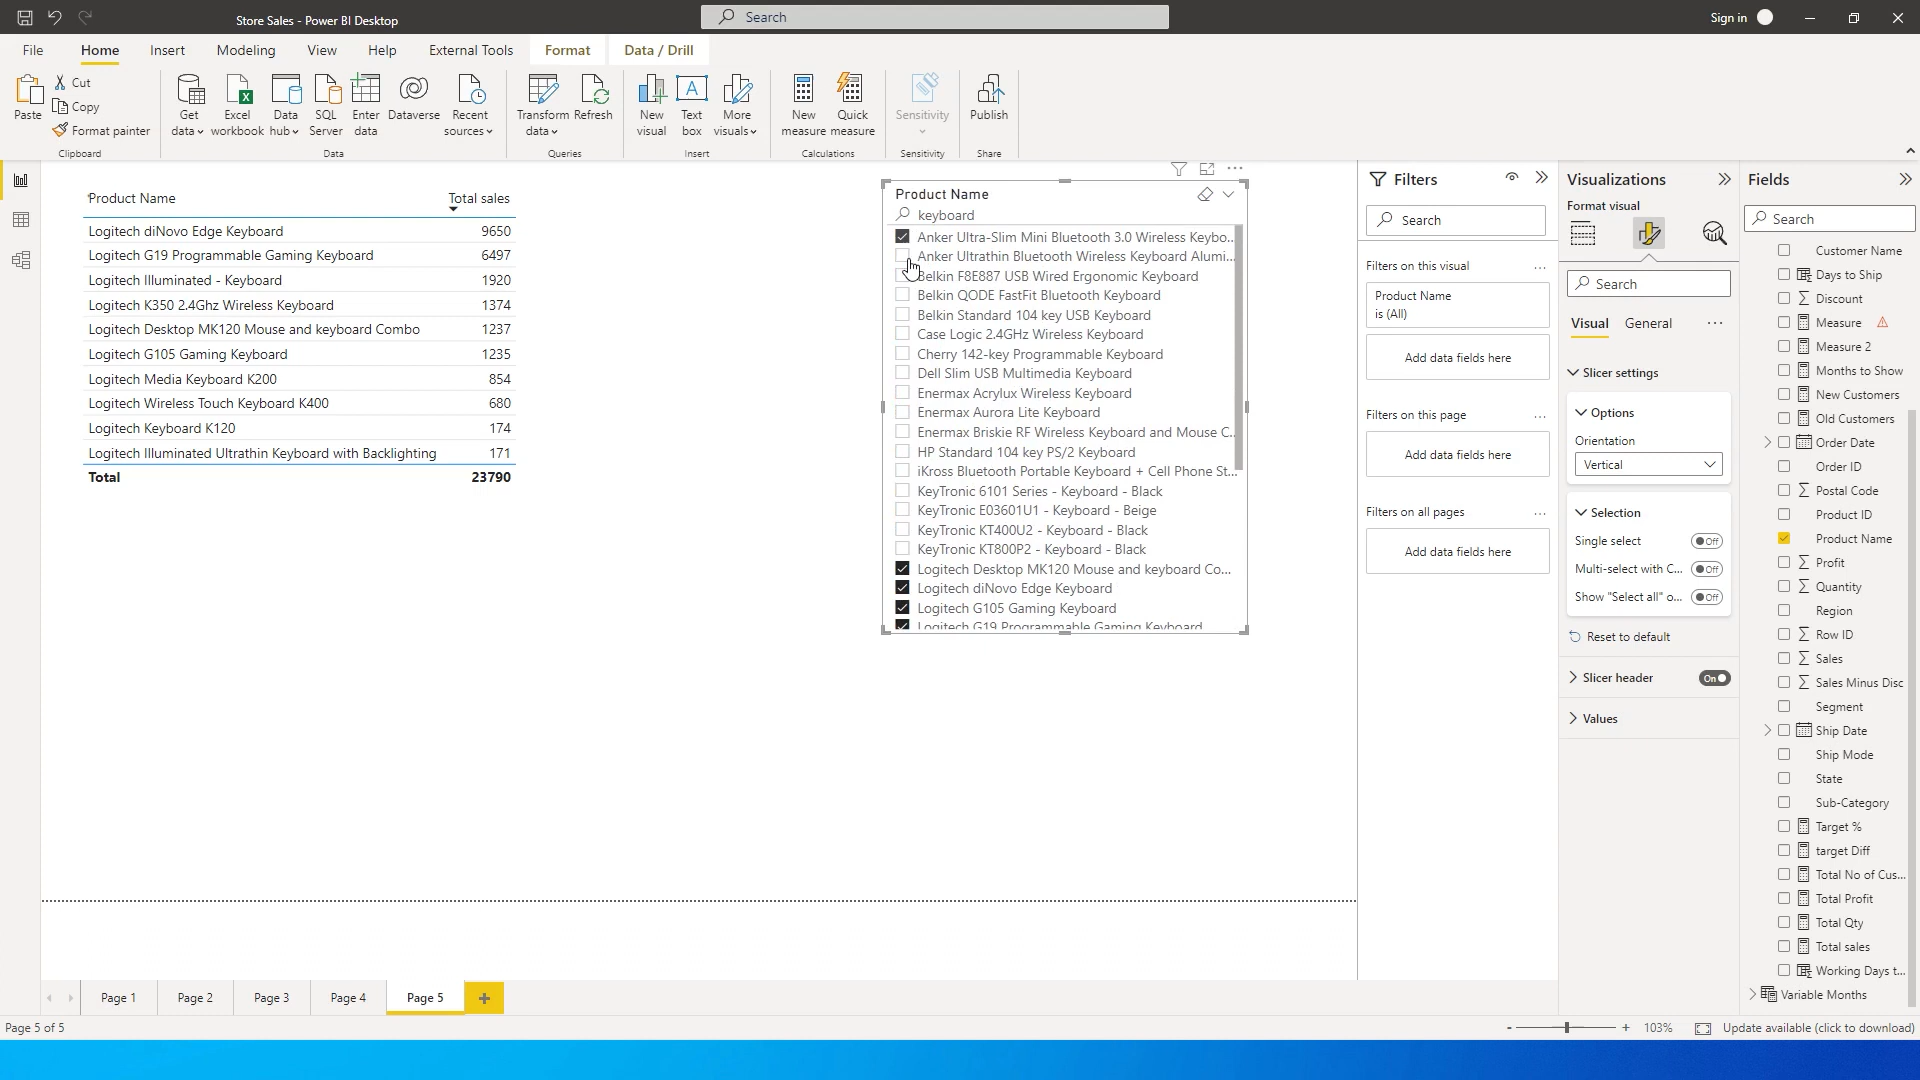 Store Sales - Power BI Desktop
Search
Sign in
File Home Insert Modeling View Help External Tools Format Data / Drill
Paste
Cut
Copy
Format painter
Clipboard
Get data
Excel workbook
Data hub
SQL Server
Enter data
Dataverse
Recent sources
Data
Transform data
Refresh
Queries
New visual
Text box
More visuals
Insert
New measure
Quick measure
Calculations
Sensitivity
Sensitivity
Publish
Share
Product Name Total sales
Logitech diNovo Edge Keyboard 9650
Logitech G19 Programmable Gaming Keyboard 6497
Logitech Illuminated - Keyboard 1920
Logitech K350 2.4Ghz Wireless Keyboard 1374
Logitech Desktop MK120 Mouse and keyboard Combo 1237
Logitech G105 Gaming Keyboard 1235
Logitech Media Keyboard K200 854
Logitech Wireless Touch Keyboard K400 680
Logitech Keyboard K120 174
Logitech Illuminated Ultrathin Keyboard with Backlighting 171
Total 23790
Product Name
keyboard
Anker Ultra-Slim Mini Bluetooth 3.0 Wireless Keybo...
Anker Ultrathin Bluetooth Wireless Keyboard Alumi...
Belkin F8E887 USB Wired Ergonomic Keyboard
Belkin QODE FastFit Bluetooth Keyboard
Belkin Standard 104 key USB Keyboard
Case Logic 2.4GHz Wireless Keyboard
Cherry 142-key Programmable Keyboard
Dell Slim USB Multimedia Keyboard
Enermax Acrylux Wireless Keyboard
Enermax Aurora Lite Keyboard
Enermax Briskie RF Wireless Keyboard and Mouse C...
HP Standard 104 key PS/2 Keyboard
iKross Bluetooth Portable Keyboard + Cell Phone St...
KeyTronic 6101 Series - Keyboard - Black
KeyTronic E03601U1 - Keyboard - Beige
KeyTronic KT400U2 - Keyboard - Black
KeyTronic KT800P2 - Keyboard - Black
Logitech Desktop MK120 Mouse and keyboard Co...
Logitech diNovo Edge Keyboard
Logitech G105 Gaming Keyboard
Logitech G19 Programmable Gaming Keyboard
Filters
Search
Filters on this visual ...
Product Name
is (All)
Add data fields here
Filters on this page ...
Add data fields here
Filters on all pages ...
Add data fields here
Visualizations
Format visual
Search
Visual General ...
Slicer settings
Options
Orientation
Vertical
Selection
Single select Off
Multi-select with C... Off
Show "Select all" o... Off
Reset to default
Slicer header On
Values
Fields
Search
Customer Name
Days to Ship
Discount
Measure
Measure 2
Months to Show
New Customers
Old Customers
Order Date
Order ID
Postal Code
Product ID
Product Name
Profit
Quantity
Region
Row ID
Sales
Sales Minus Disc
Segment
Ship Date
Ship Mode
State
Sub-Category
Target %
target Diff
Total No of Cus...
Total Profit
Total Qty
Total sales
Working Days t...
Variable Months
Page 1 Page 2 Page 3 Page 4 Page 5 +
Page 5 of 5
- + 103% Update available (click to download)